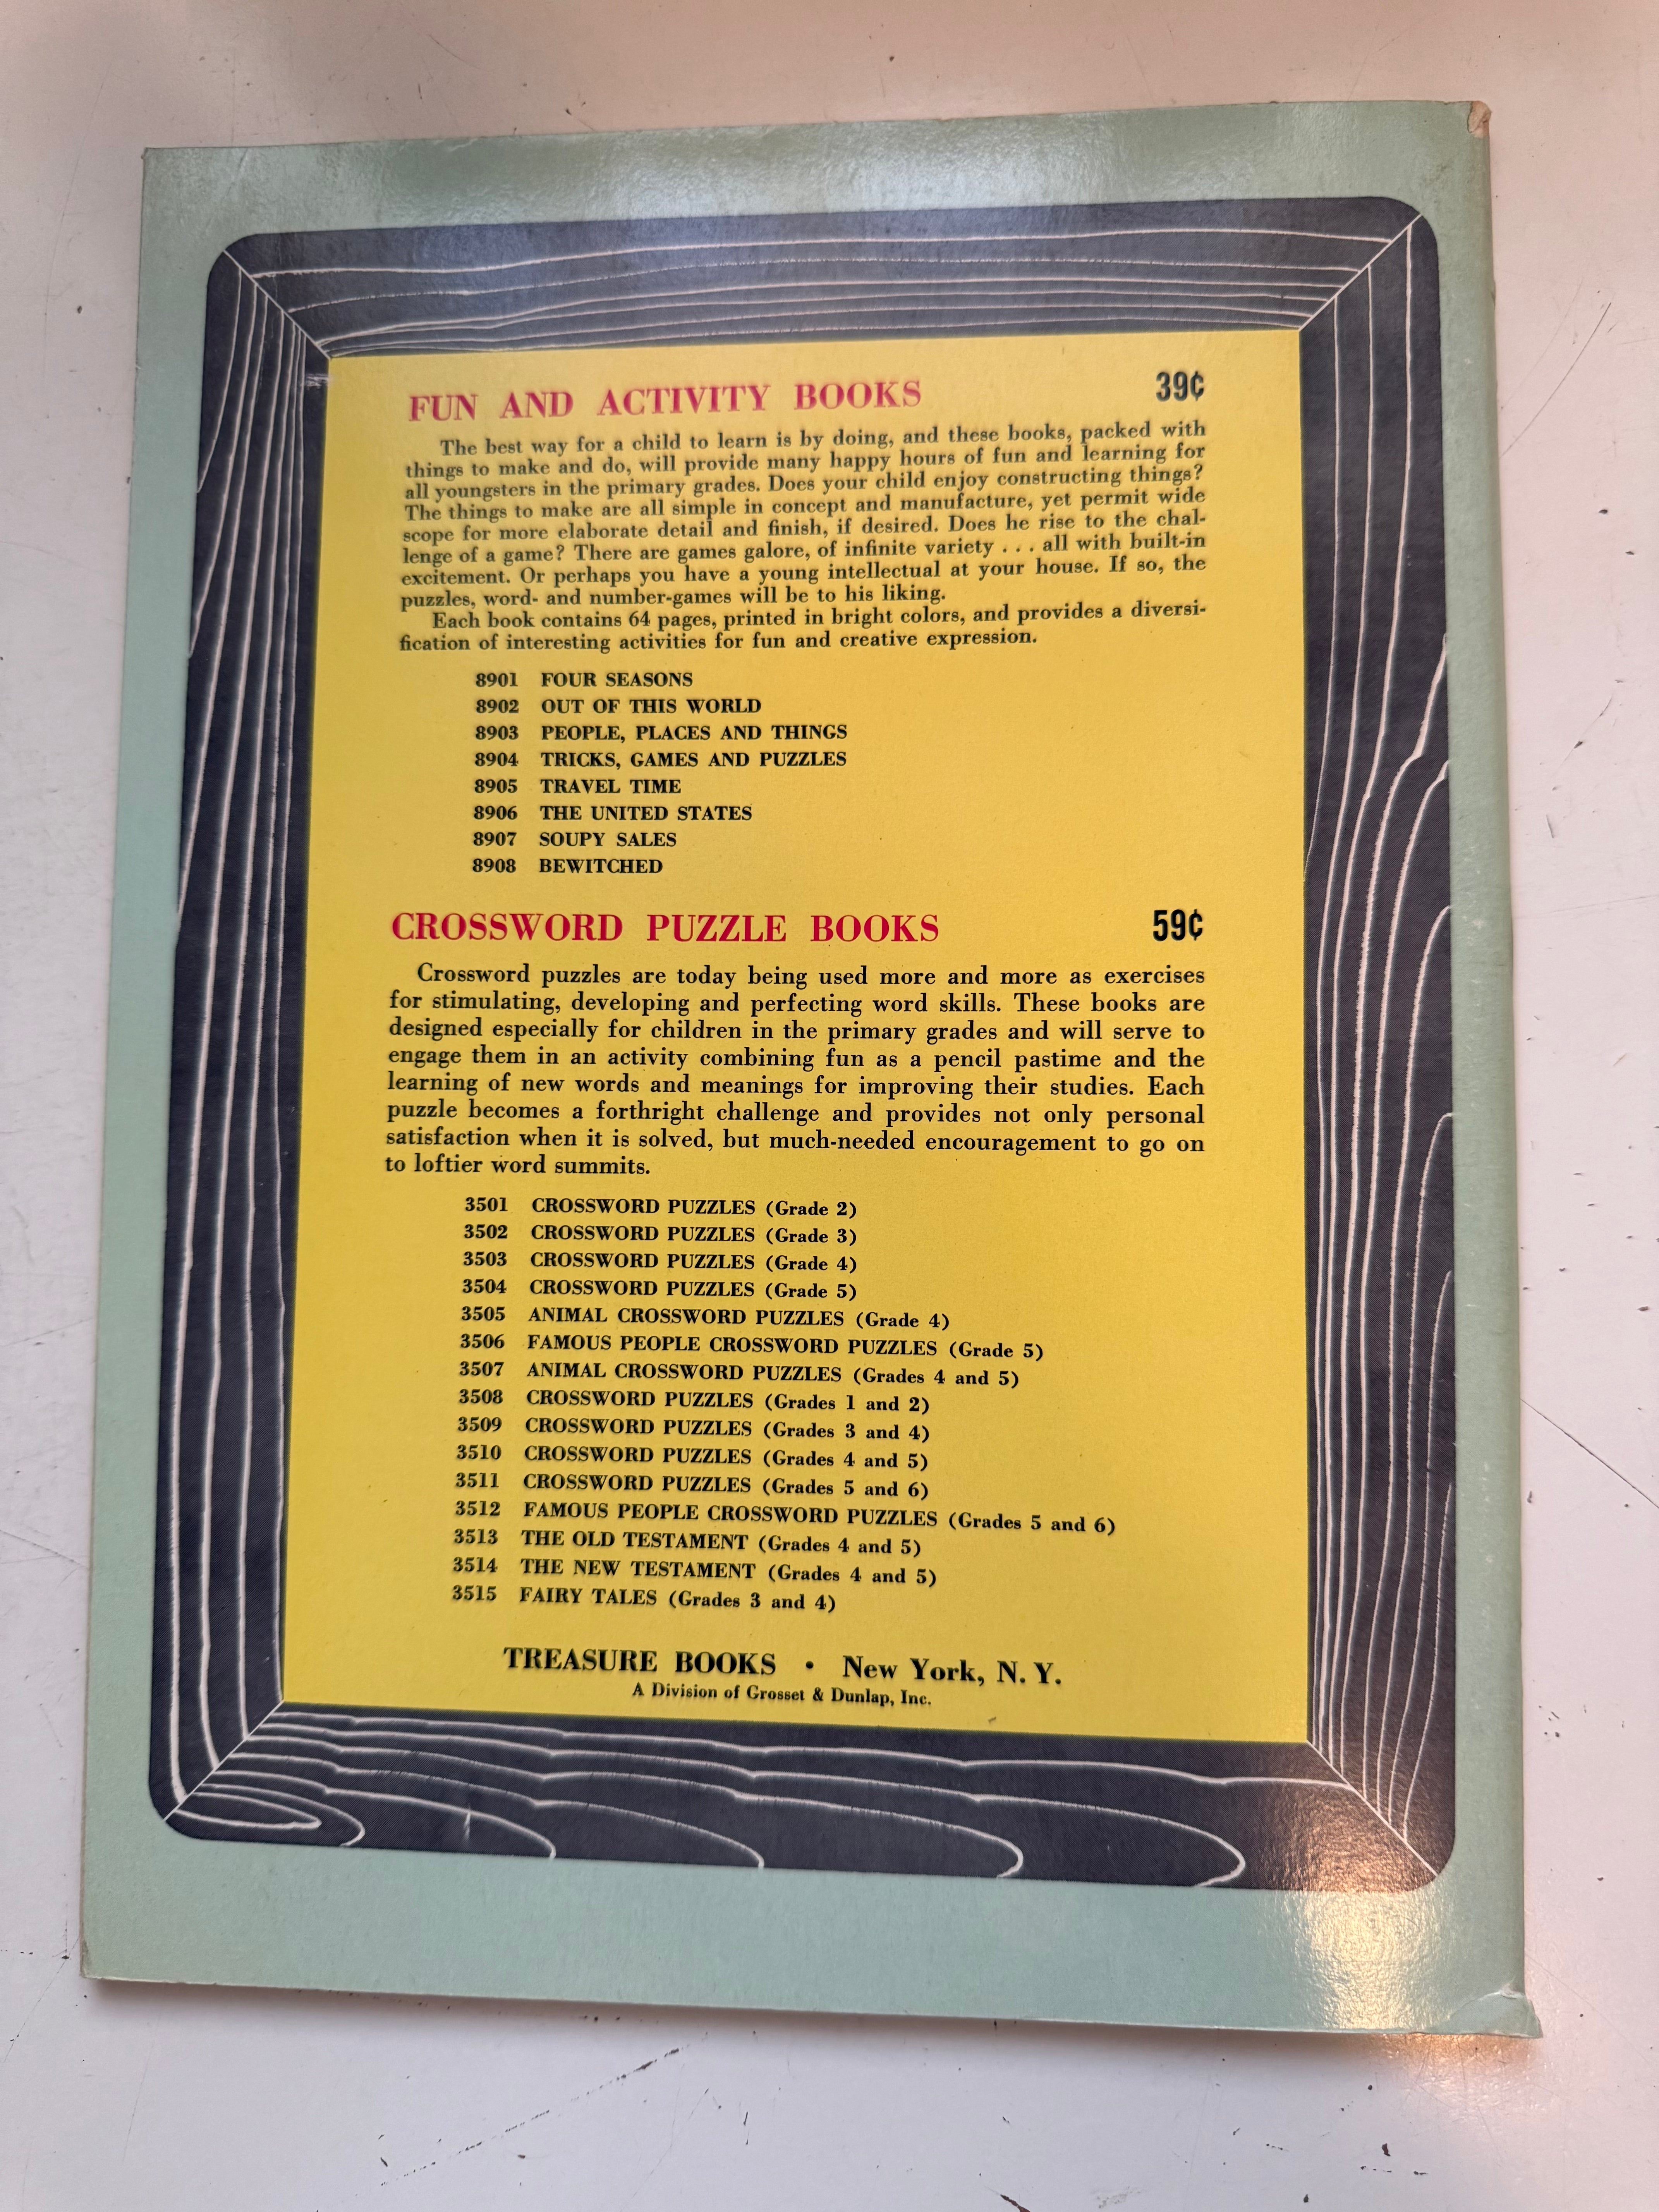 FUN AND ACTIVITY BOOKS 39¢
The best way for a child to learn is by doing, and these books, packed with
things to make and do, will provide many happy hours of fun and learning for
all youngsters in the primary grades. Does your child enjoy constructing things?
The things to make are all simple in concept and manufacture, yet permit wide
scope for more elaborate detail and finish, if desired. Does he rise to the chal-
lenge of a game? There are games galore, of infinite variety . . . all with built-in
excitement. Or perhaps you have a young intellectual at your house. If so, the
puzzles, word- and number-games will be to his liking.
Each book contains 64 pages, printed in bright colors, and provides a diversi-
fication of interesting activities for fun and creative expression.
8901 FOUR SEASONS
8902 OUT OF THIS WORLD
8903 PEOPLE, PLACES AND THINGS
8904 TRICKS, GAMES AND PUZZLES
8905 TRAVEL TIME
8906 THE UNITED STATES
8907 SOUPY SALES
8908 BEWITCHED
CROSSWORD PUZZLE BOOKS 59¢
Crossword puzzles are today being used more and more as exercises
for stimulating, developing and perfecting word skills. These books are
designed especially for children in the primary grades and will serve to
engage them in an activity combining fun as a pencil pastime and the
learning of new words and meanings for improving their studies. Each
puzzle becomes a forthright challenge and provides not only personal
satisfaction when it is solved, but much-needed encouragement to go on
to loftier word summits.
3501 CROSSWORD PUZZLES (Grade 2)
3502 CROSSWORD PUZZLES (Grade 3)
3503 CROSSWORD PUZZLES (Grade 4)
3504 CROSSWORD PUZZLES (Grade 5)
3505 ANIMAL CROSSWORD PUZZLES (Grade 4)
3506 FAMOUS PEOPLE CROSSWORD PUZZLES (Grade 5)
3507 ANIMAL CROSSWORD PUZZLES (Grades 4 and 5)
3508 CROSSWORD PUZZLES (Grades 1 and 2)
3509 CROSSWORD PUZZLES (Grades 3 and 4)
3510 CROSSWORD PUZZLES (Grades 4 and 5)
3511 CROSSWORD PUZZLES (Grades 5 and 6)
3512 FAMOUS PEOPLE CROSSWORD PUZZLES (Grades 5 and 6)
3513 THE OLD TESTAMENT (Grades 4 and 5)
3514 THE NEW TESTAMENT (Grades 4 and 5)
3515 FAIRY TALES (Grades 3 and 4)
TREASURE BOOKS • New York, N. Y.
A Division of Grosset & Dunlap, Inc.